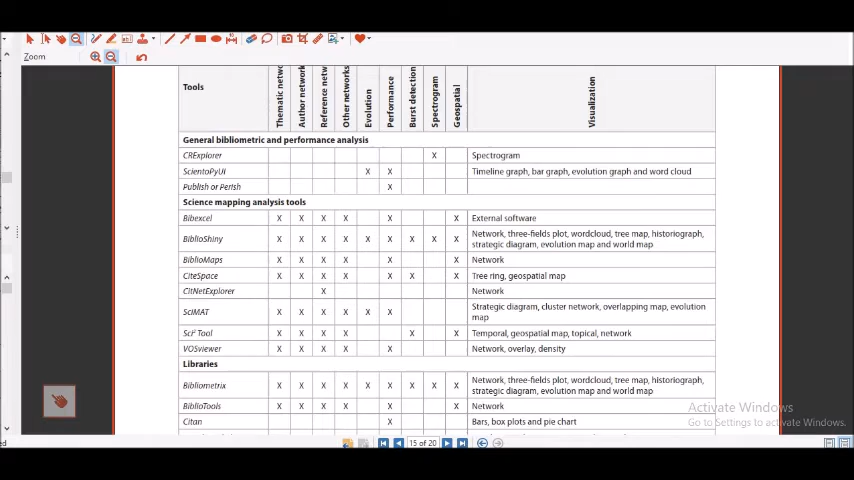 Zoom
Tools
Thematic netwo
Author network
Reference netw
Other networks
Evolution
Performance
Burst detection
Spectrogram
Geospatial
Visualization
General bibliometric and performance analysis
CRExplorer X Spectrogram
ScientoPyUI X X Timeline graph, bar graph, evolution graph and word cloud
Publish or Perish X
Science mapping analysis tools
Bibexcel X X X X X X External software
BiblioShiny X X X X X X X X X Network, three-fields plot, wordcloud, tree map, historiograph,
strategic diagram, evolution map and world map
BiblioMaps X X X X X X Network
CiteSpace X X X X X X X Tree ring, geospatial map
CitNetExplorer X Network
SciMAT X X X X X X Strategic diagram, cluster network, overlapping map, evolution
map
Sci² Tool X X X X X X Temporal, geospatial map, topical, network
VOSviewer X X X X X Network, overlay, density
Libraries
Bibliometrix X X X X X X X X X Network, three-fields plot, wordcloud, tree map, historiograph,
strategic diagram, evolution map and world map
BiblioTools X X X X X X Network
Citan X Bars, box plots and pie chart
Activate Windows
Go to Settings to activate Windows.
15 of 20